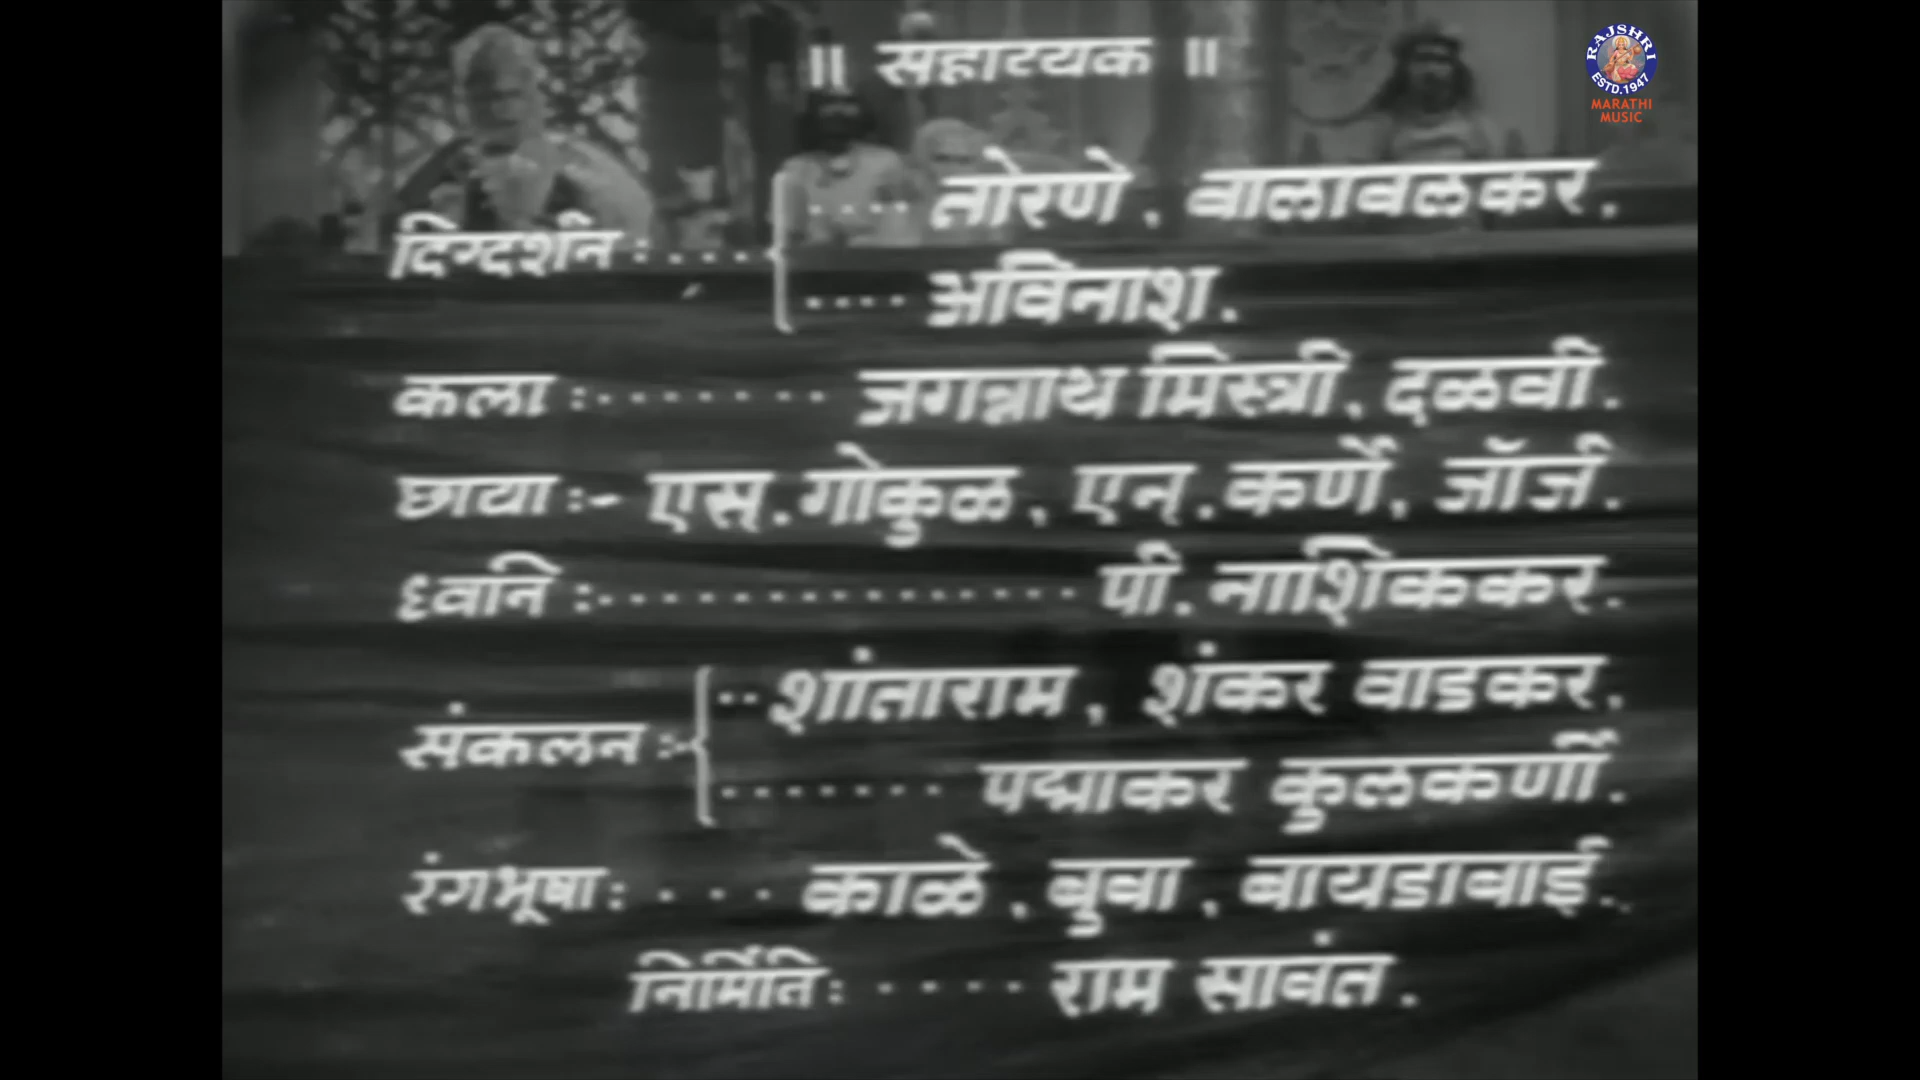 ॥ सहाय्यक ॥
RAJSHRI
ESTD.1947
MARATHI
MUSIC
दिग्दर्शन :.... .... तोरणे, वालावलकर.
.... अविनाश.
कला :....... जगन्नाथ मिस्त्री, दळवी.
छाया :- एस्. गोकुळ, एन्. कर्णे, जॉर्ज.
ध्वनि :............... पी. नाशिककर.
संकलन :- .. शांताराम, शंकर वाडकर,
....... पद्माकर कुलकर्णी.
रंगभूषा : .... काळे, बुवा, बायडाबाई.
निर्मिति : .... राम सावंत.